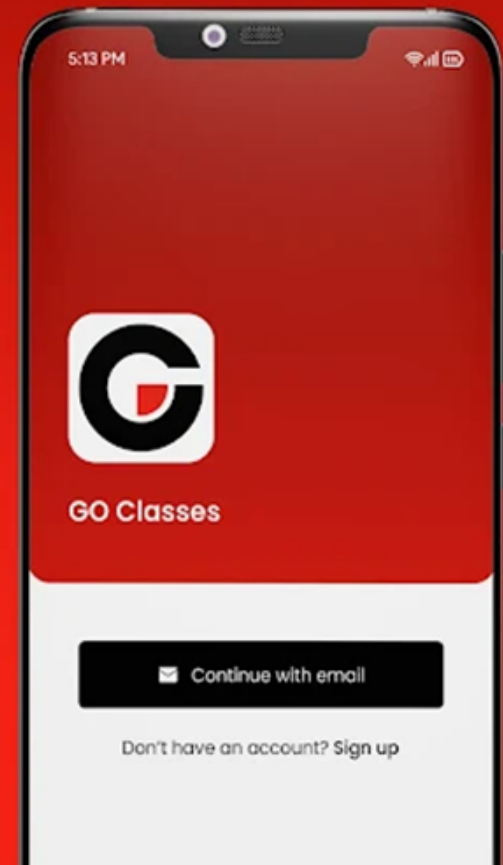 5:13 PM
GO Classes
Continue with email
Don't have an account? Sign up